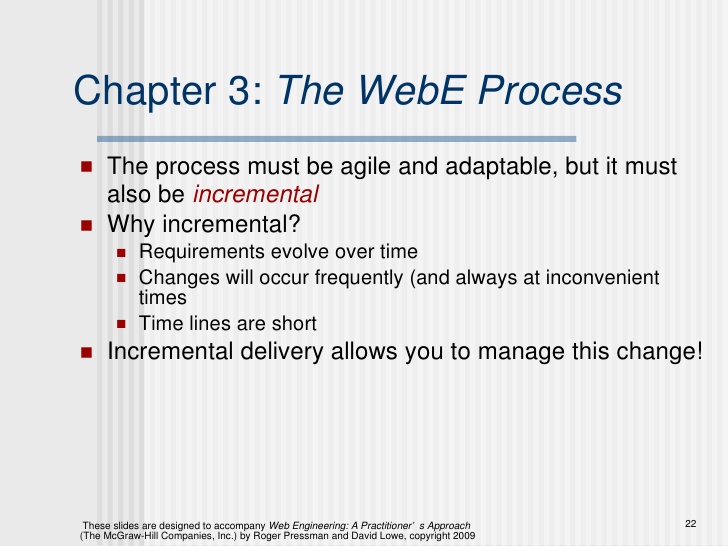 Chapter 3: The WebE Process
The process must be agile and adaptable, but it must
also be incremental
Why incremental?
Requirements evolve over time
Changes will occur frequently (and always at inconvenient
times
Time lines are short
Incremental delivery allows you to manage this change!
These slides are designed to accompany Web Engineering: A Practitioner’ s Approach
(The McGraw-Hill Companies, Inc.) by Roger Pressman and David Lowe, copyright 2009
22